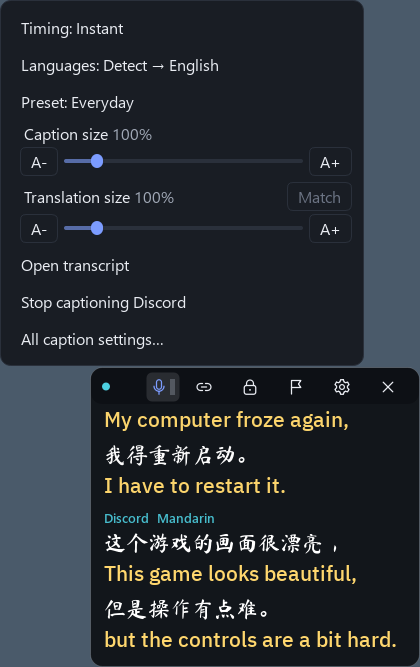 Timing: Instant
Languages: Detect → English
Preset: Everyday
Caption size 100%
A- A+
Translation size 100% Match
A- A+
Open transcript
Stop captioning Discord
All caption settings...
My computer froze again,
我得重新启动。
I have to restart it.
Discord Mandarin
这个游戏的画面很漂亮，
This game looks beautiful,
但是操作有点难。
but the controls are a bit hard.